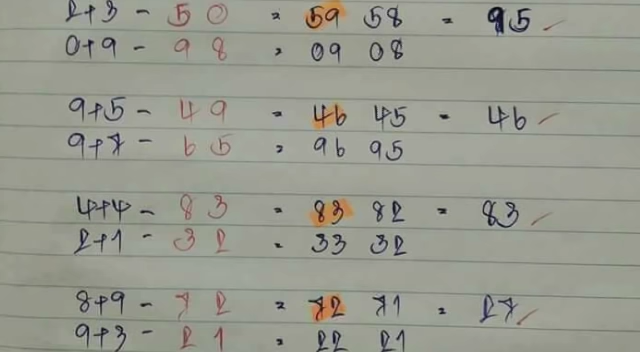 2+3 - 50 = 59 58 = 95
0+9 - 98 = 09 08
9+5 - 49 = 46 45 = 46
9+7 - 65 = 96 95
4+4 - 83 = 83 82 = 83
2+1 - 32 = 33 32
8+9 - 72 = 72 71 = 27
9+3 - 21 = 22 21